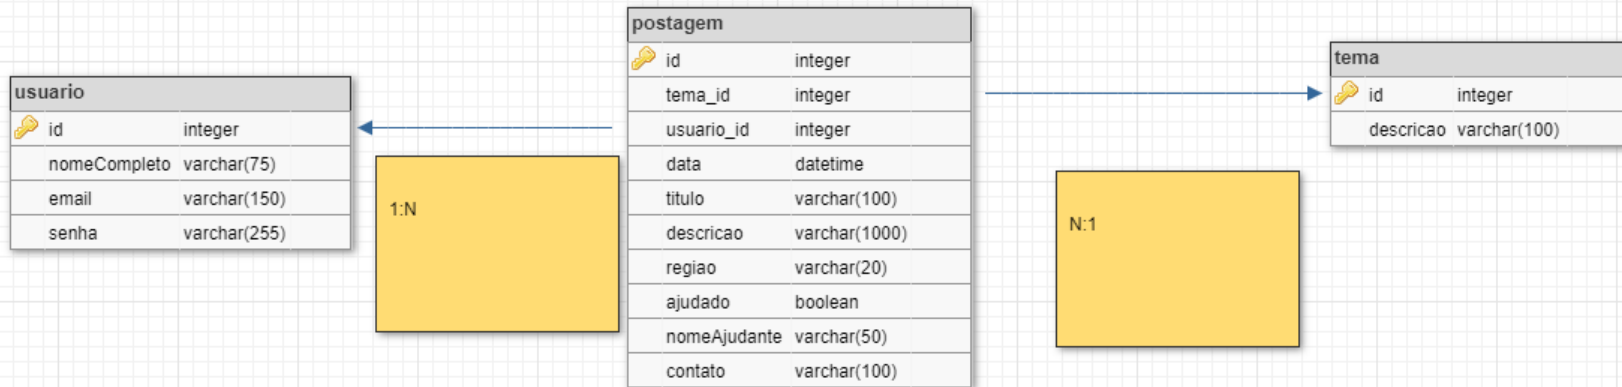 usuario
id integer
nomeCompleto varchar(75)
email varchar(150)
senha varchar(255)
1:N
postagem
id integer
tema_id integer
usuario_id integer
data datetime
titulo varchar(100)
descricao varchar(1000)
regiao varchar(20)
ajudado boolean
nomeAjudante varchar(50)
contato varchar(100)
N:1
tema
id integer
descricao varchar(100)